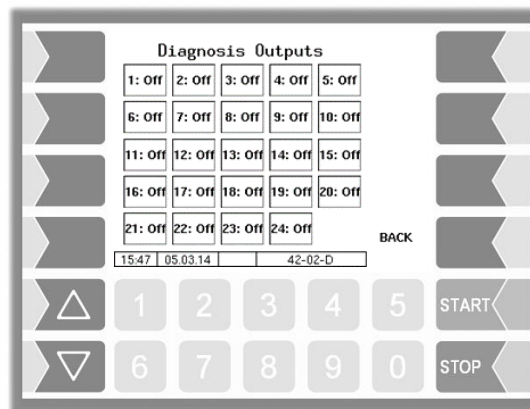 Diagnosis Outputs
1: Off 2: Off 3: Off 4: Off 5: Off
6: Off 7: Off 8: Off 9: Off 10: Off
11: Off 12: Off 13: Off 14: Off 15: Off
16: Off 17: Off 18: Off 19: Off 20: Off
21: Off 22: Off 23: Off 24: Off
BACK
15:47 05.03.14 42-02-D
1 2 3 4 5 START
6 7 8 9 0 STOP